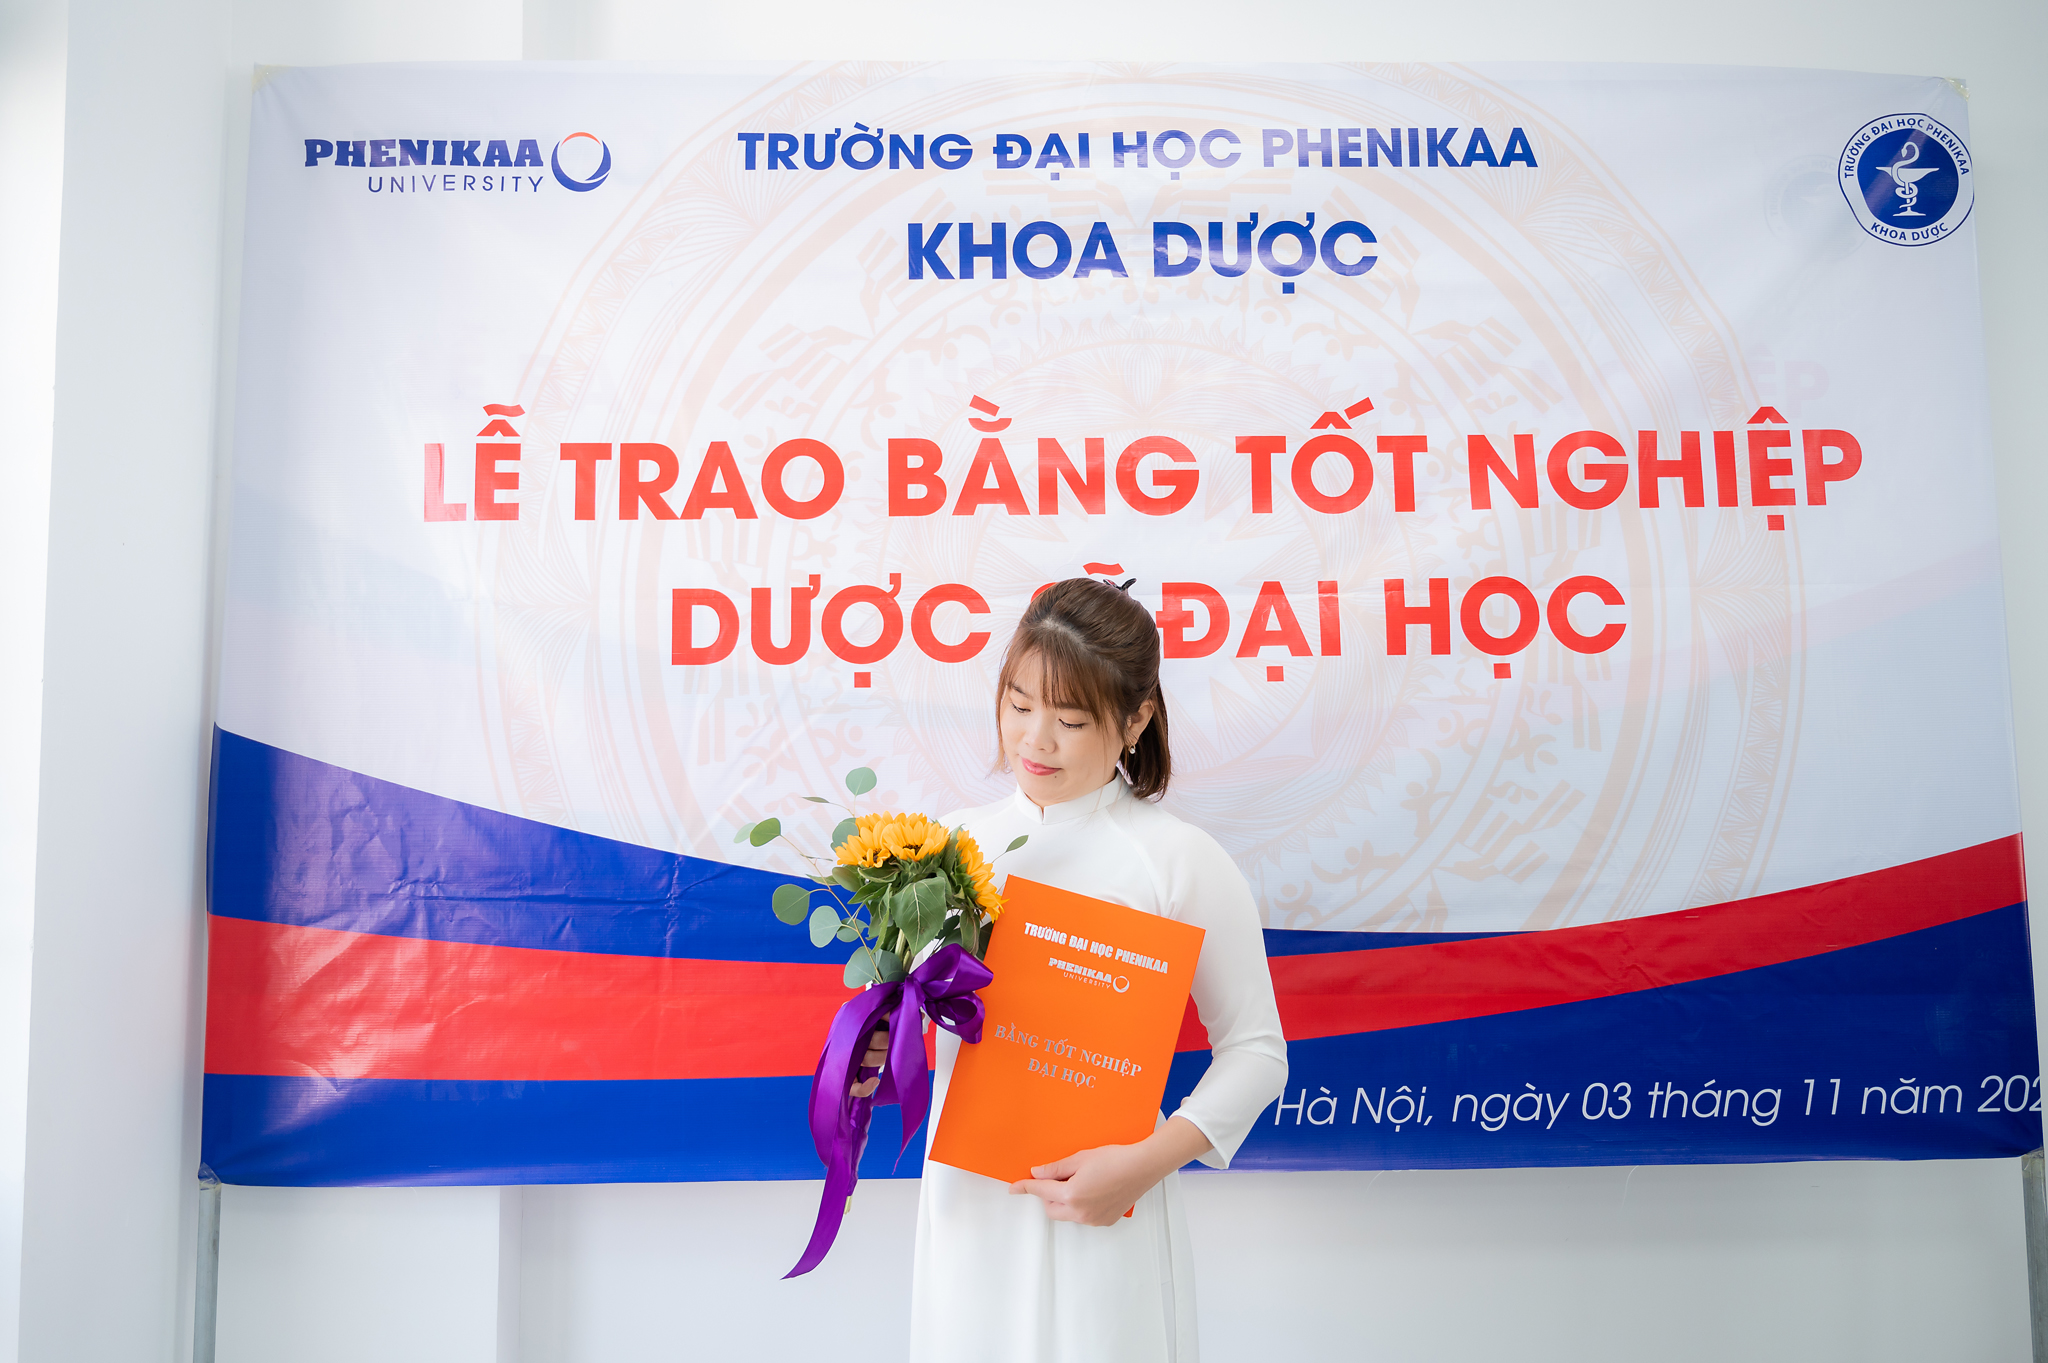 PHENIKAA
UNIVERSITY
TRƯỜNG ĐẠI HỌC PHENIKAA
KHOA DƯỢC
TRƯỜNG ĐẠI HỌC PHENIKAA
KHOA DƯỢC
LỄ TRAO BẰNG TỐT NGHIỆP
DƯỢC ĐẠI HỌC
TRƯỜNG ĐẠI HỌC PHENIKAA
PHENIKAA
UNIVERSITY
BẰNG TỐT NGHIỆP
ĐẠI HỌC
Hà Nội, ngày 03 tháng 11 năm 202